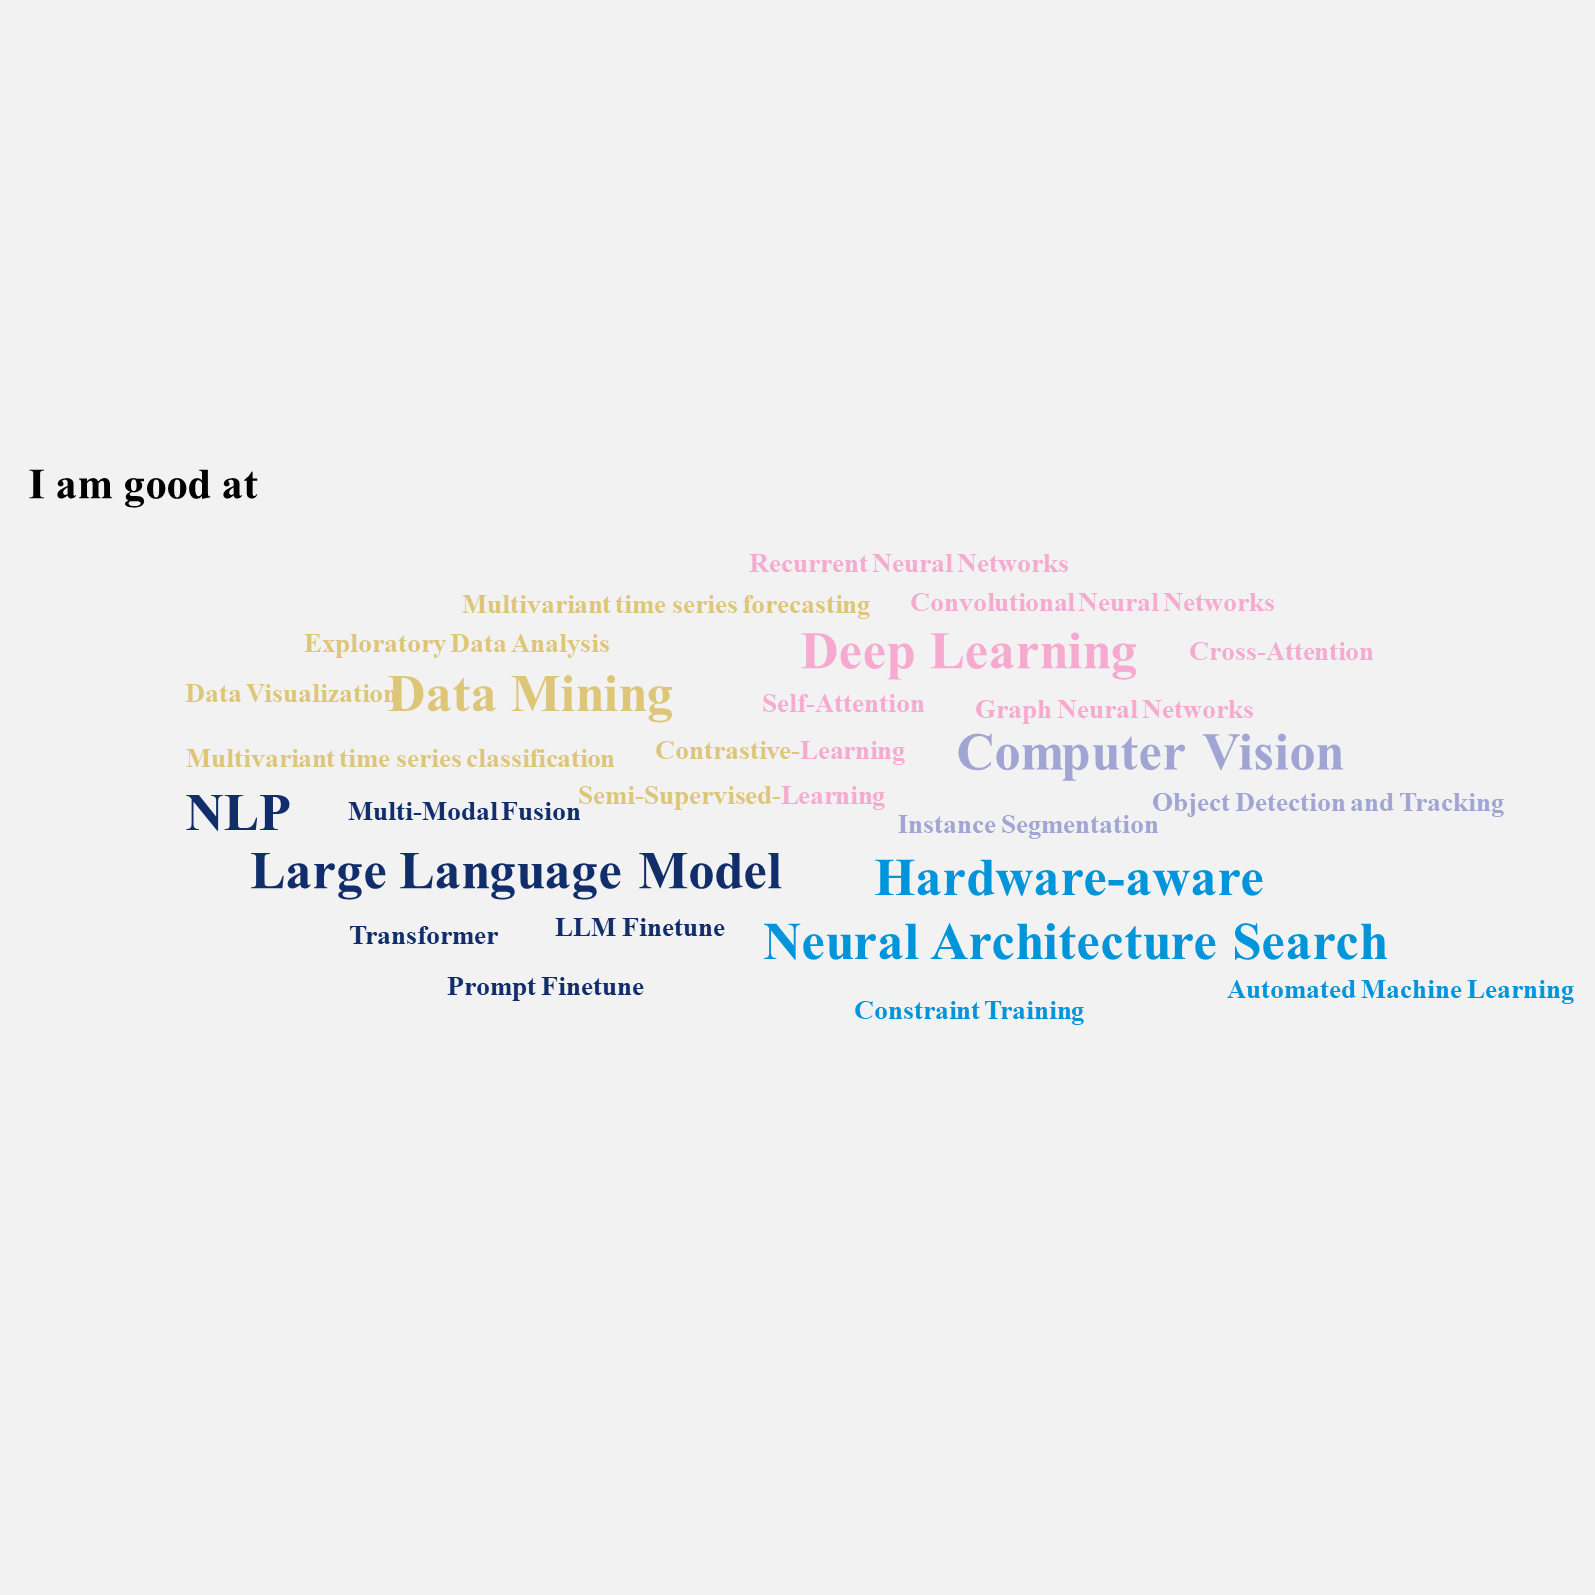 I am good at
Recurrent Neural Networks
Multivariant time series forecasting
Convolutional Neural Networks
Exploratory Data Analysis
Deep Learning
Cross-Attention
Data Visualization
Data Mining
Self-Attention
Graph Neural Networks
Multivariant time series classification
Contrastive-Learning
Computer Vision
Semi-Supervised-Learning
Object Detection and Tracking
NLP
Multi-Modal Fusion
Instance Segmentation
Large Language Model
Hardware-aware
Transformer
LLM Finetune
Neural Architecture Search
Prompt Finetune
Automated Machine Learning
Constraint Training